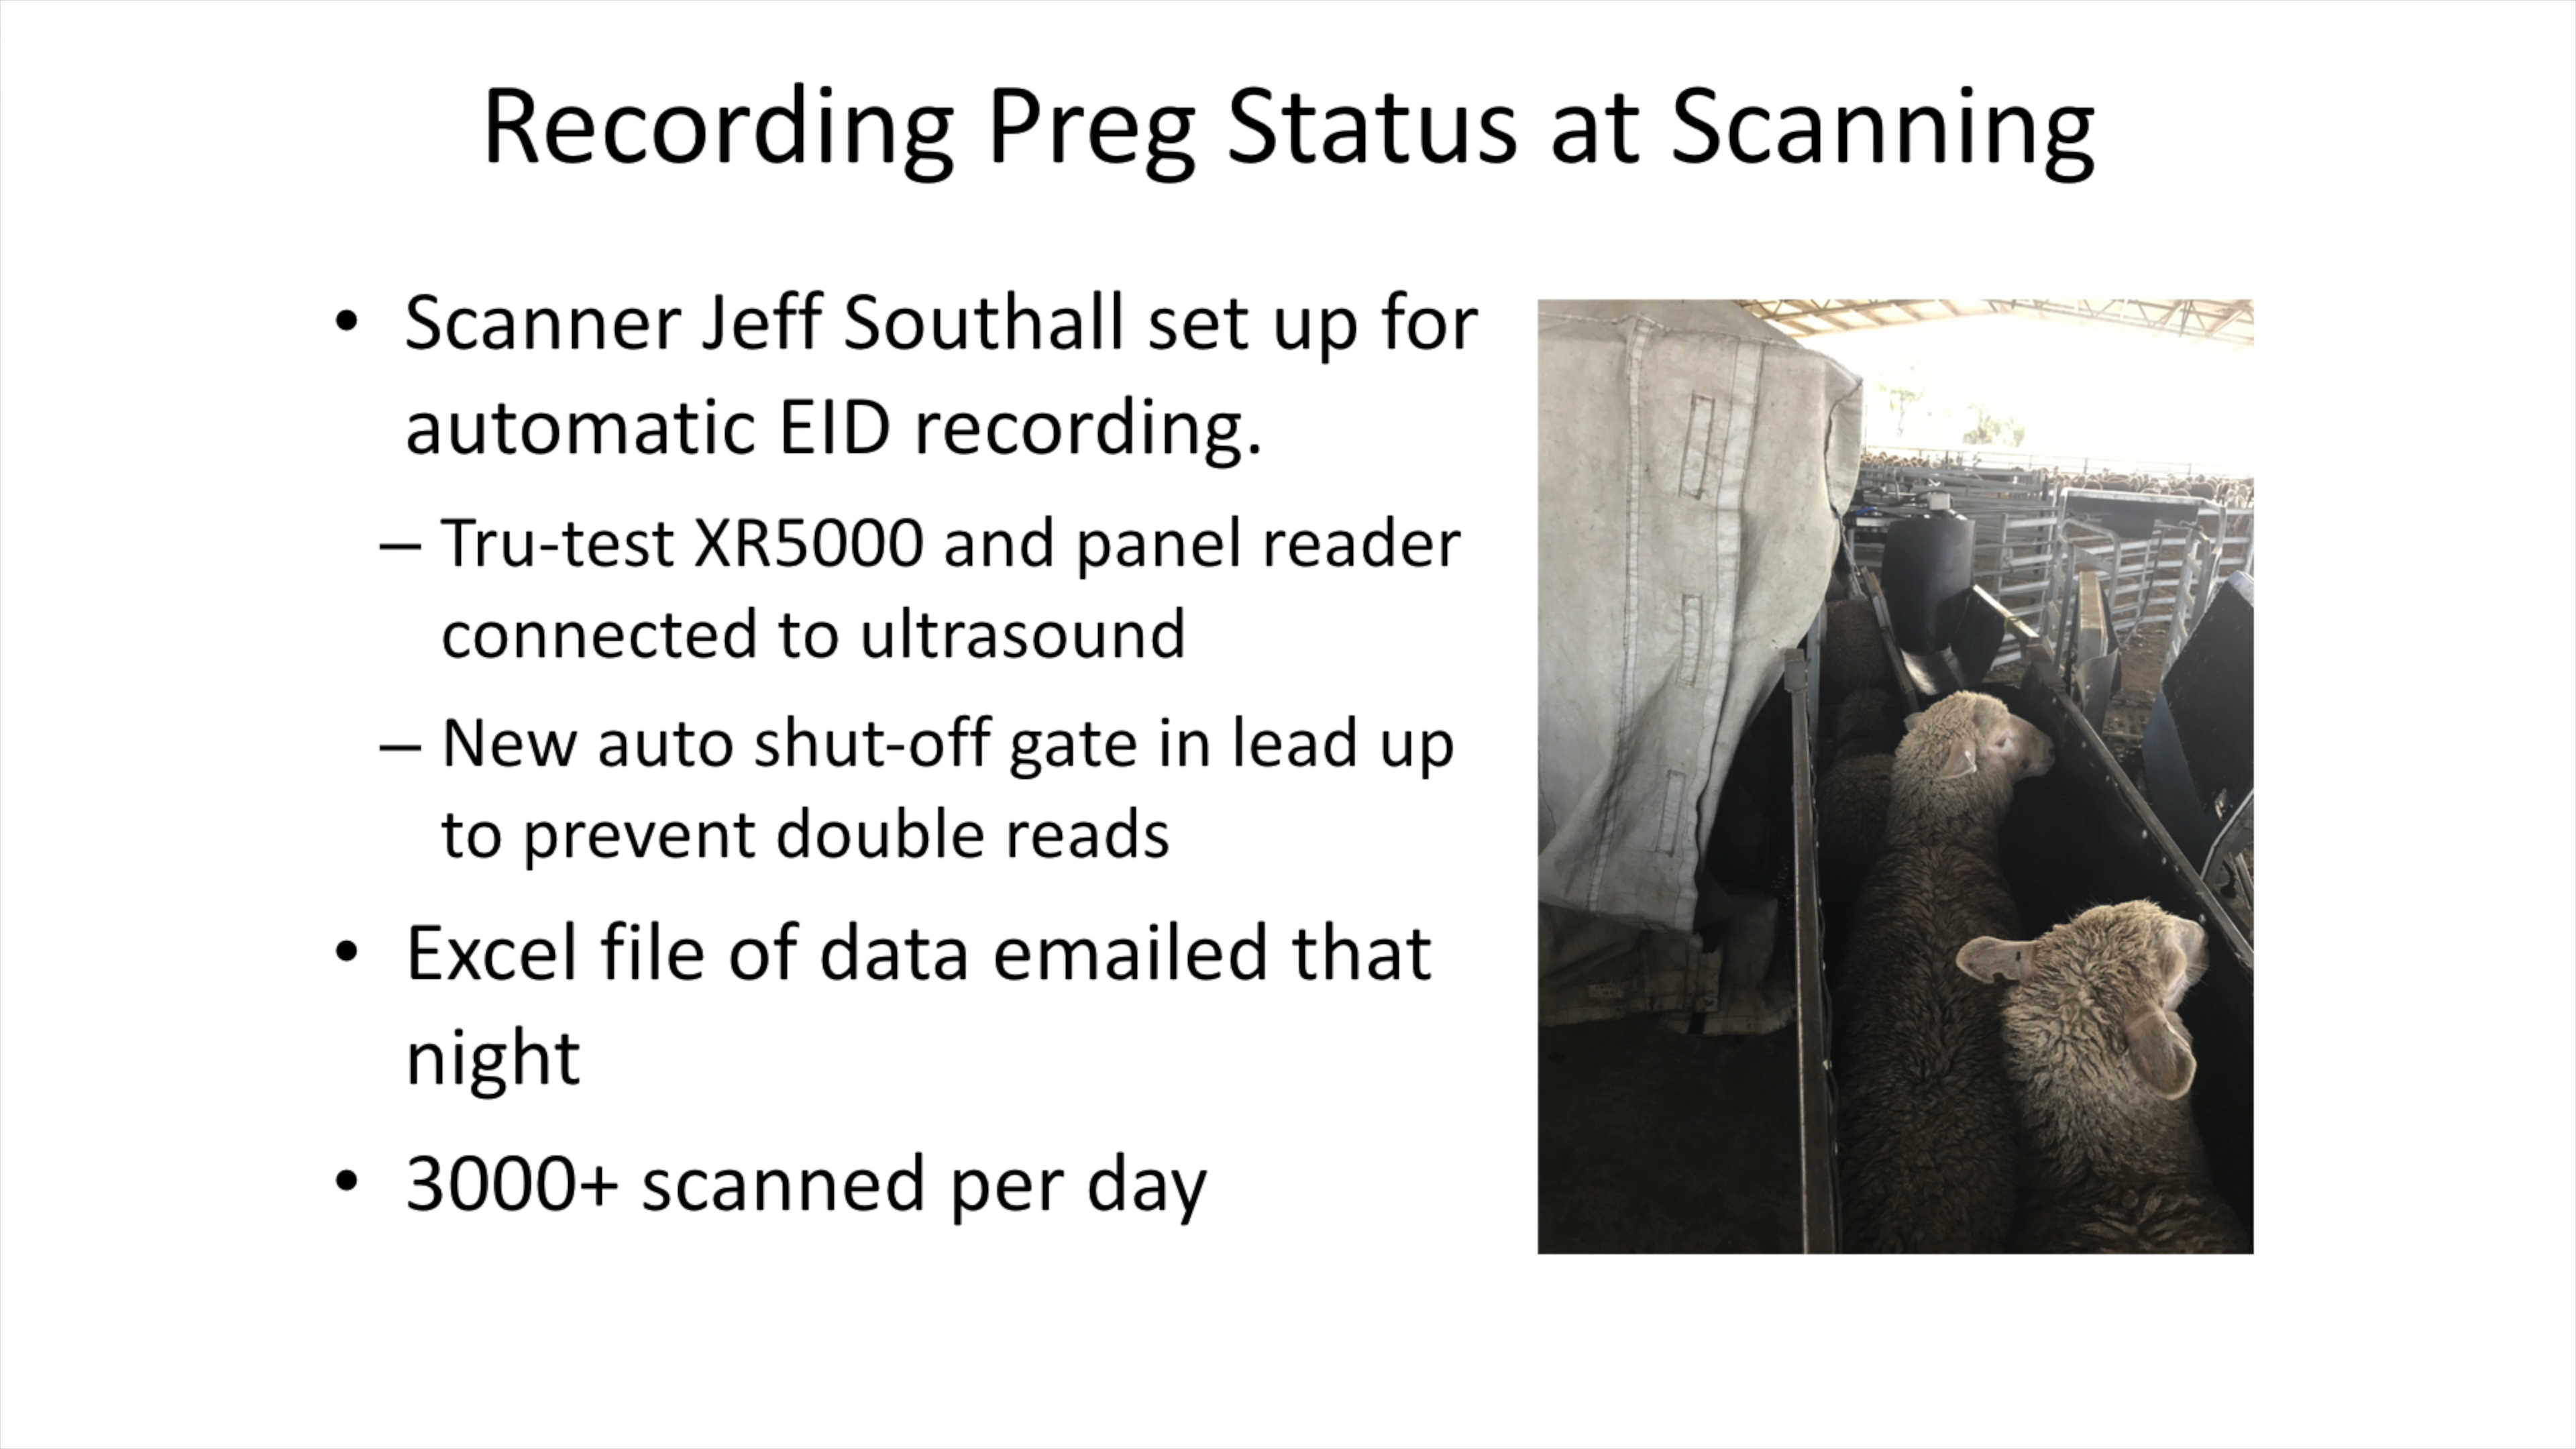 Recording Preg Status at Scanning
• Scanner Jeff Southall set up for
automatic EID recording.
– Tru-test XR5000 and panel reader
connected to ultrasound
– New auto shut-off gate in lead up
to prevent double reads
• Excel file of data emailed that
night
• 3000+ scanned per day